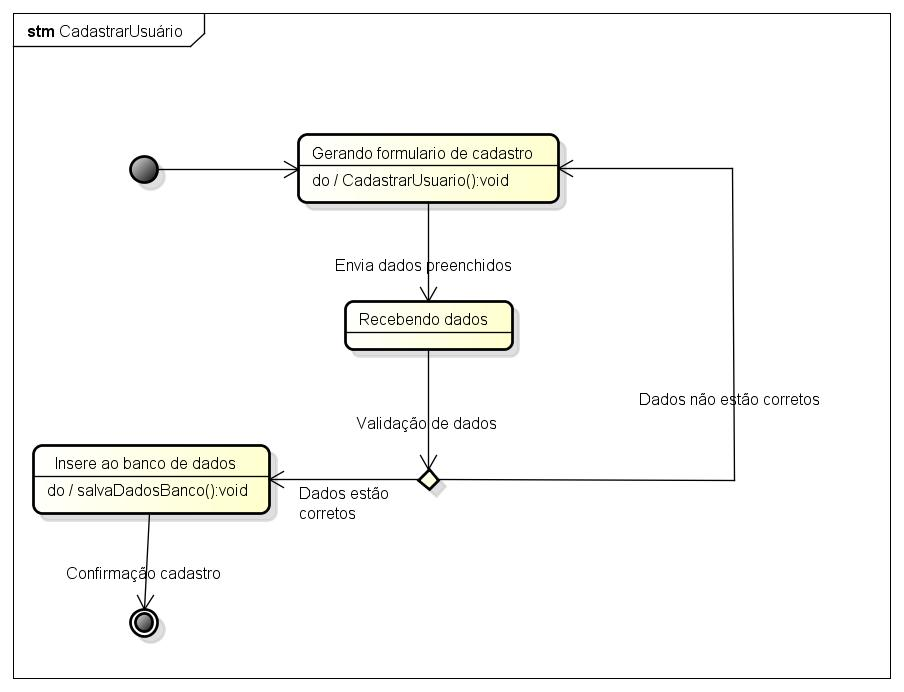 stm CadastrarUsuário
Gerando formulario de cadastro
do / CadastrarUsuario():void
Envia dados preenchidos
Recebendo dados
Dados não estão corretos
Validação de dados
Insere ao banco de dados
do / salvaDadosBanco():void
Dados estão
corretos
Confirmação cadastro